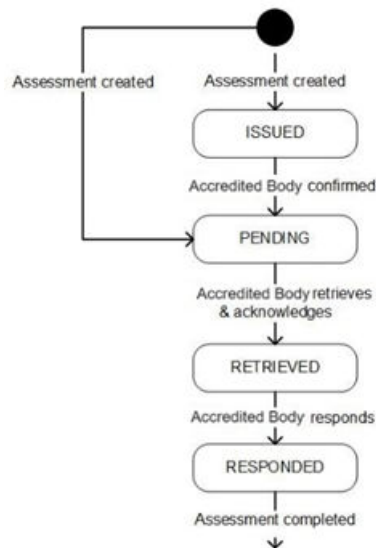 Assessment created
Assessment created
ISSUED
Accredited Body confirmed
PENDING
Accredited Body retrieves
& acknowledges
RETRIEVED
Accredited Body responds
RESPONDED
Assessment completed